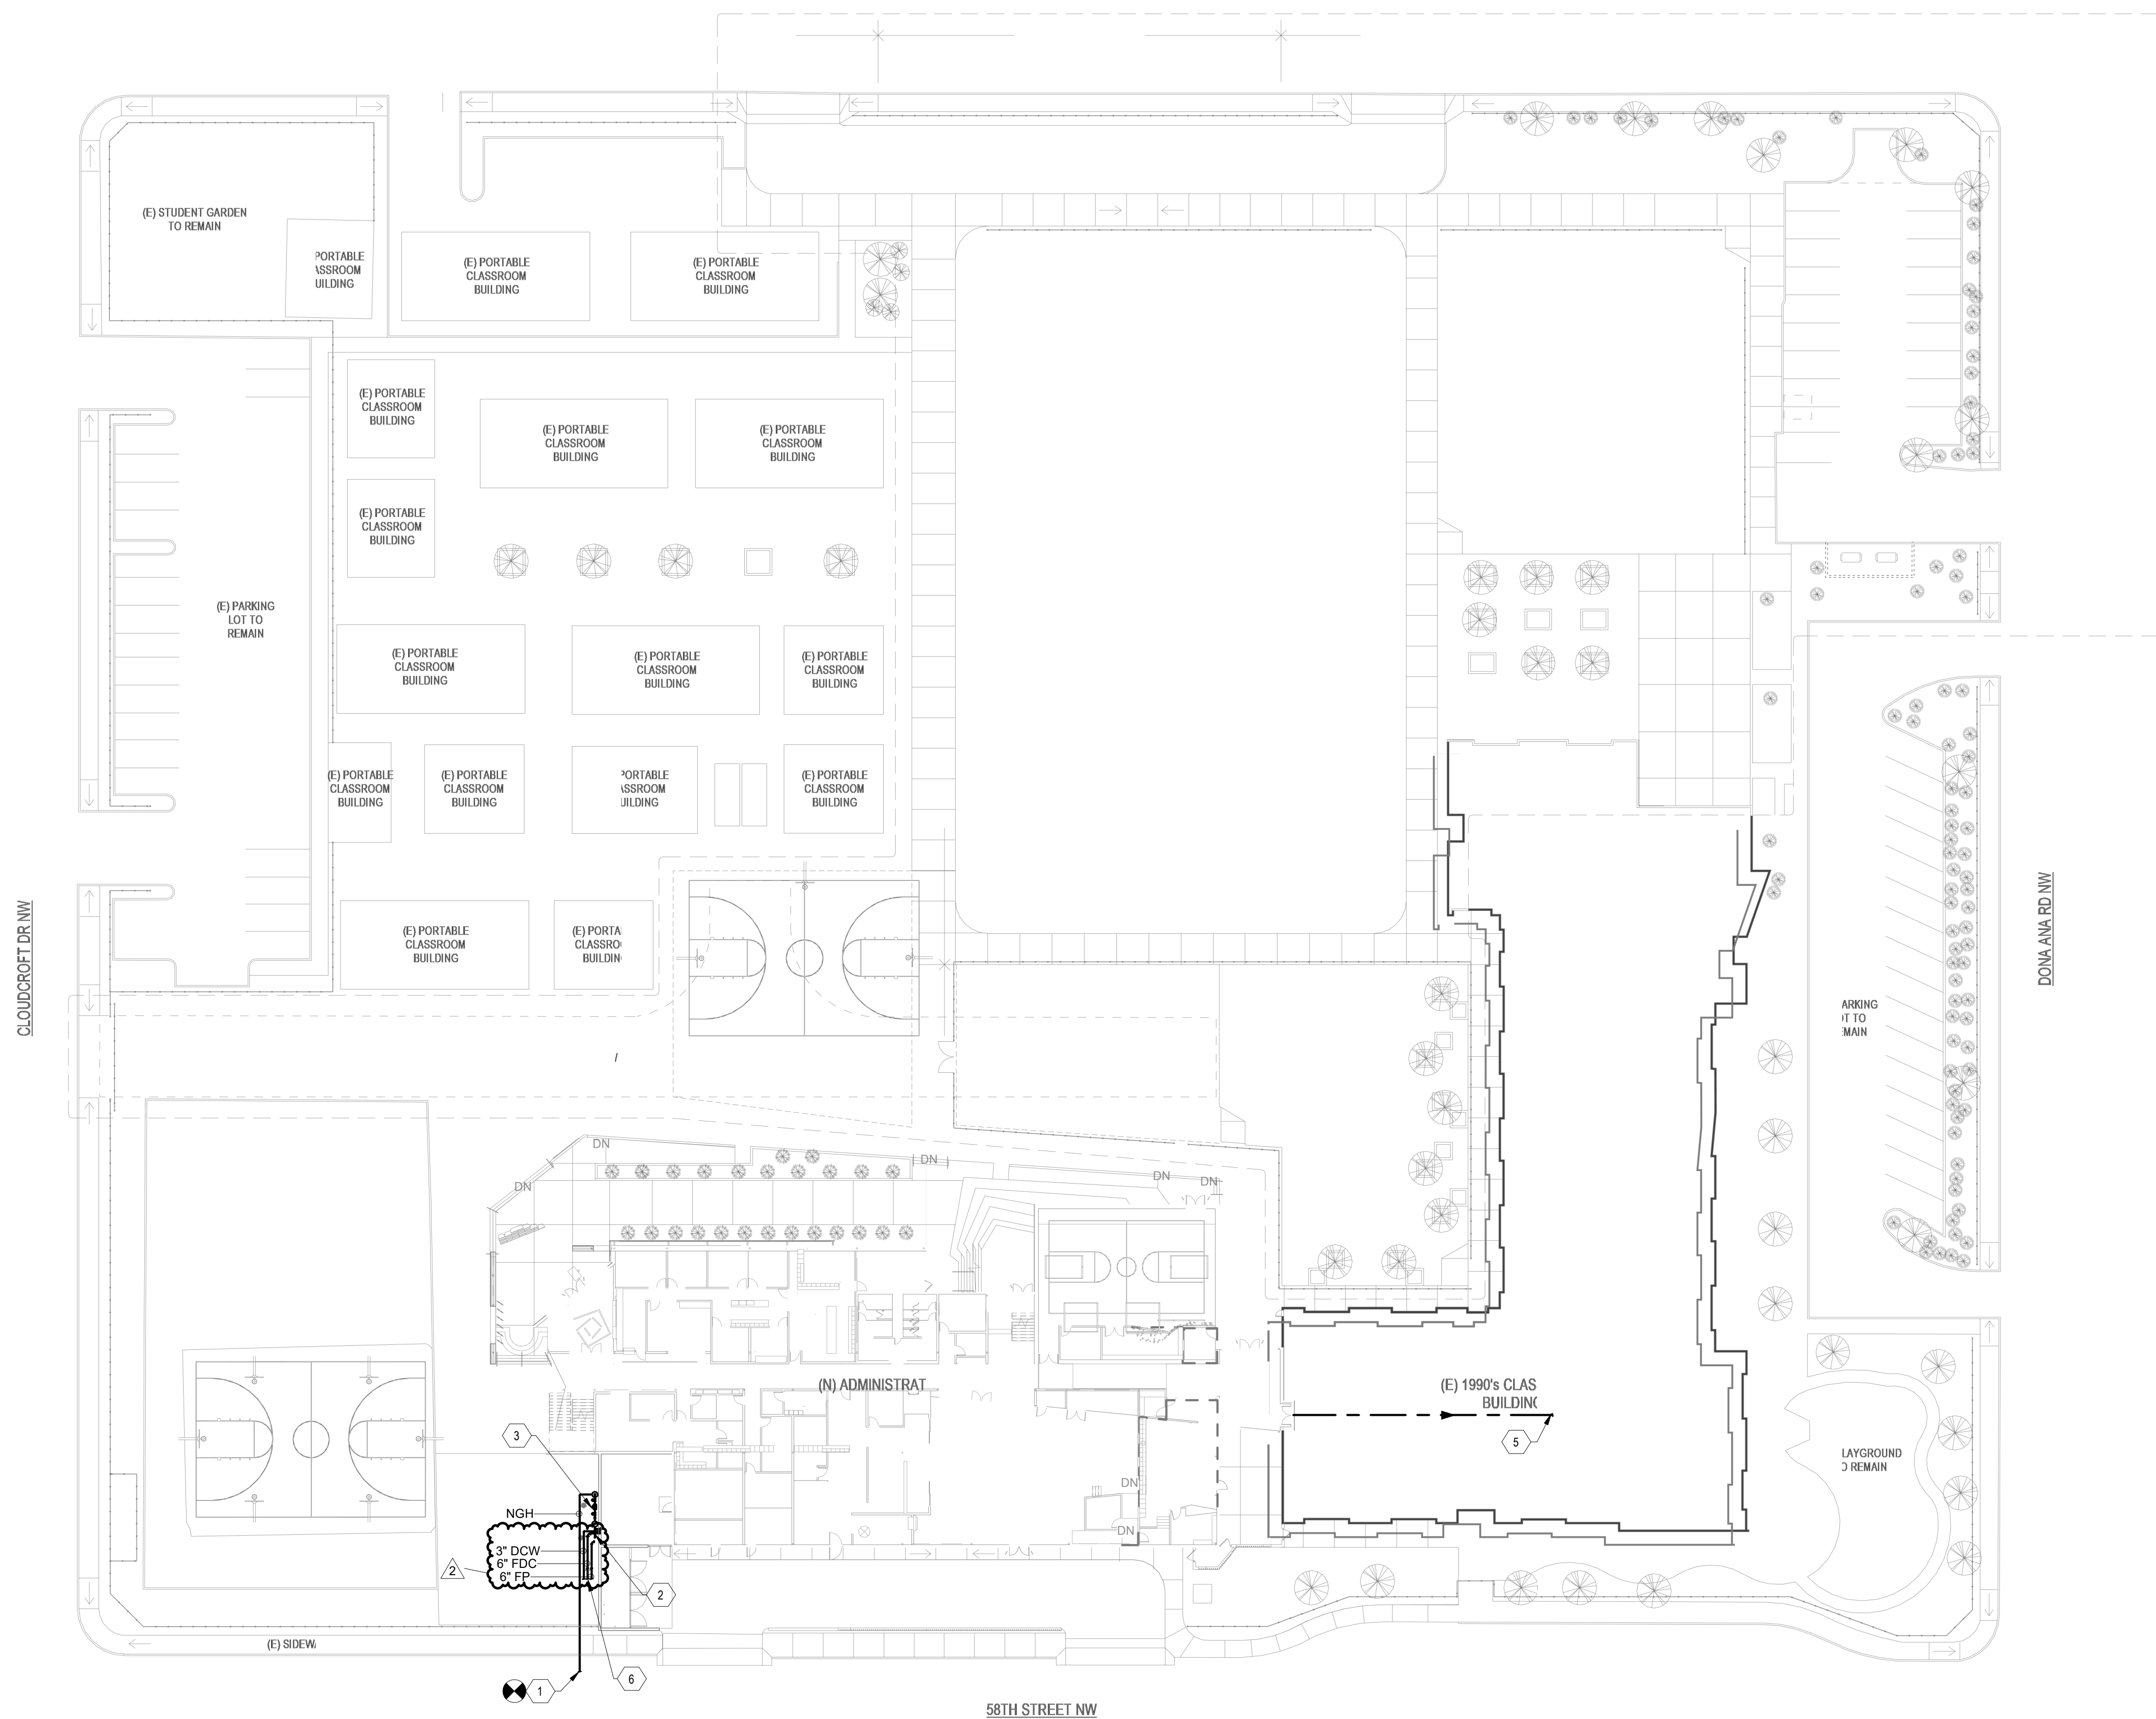 (E) STUDENT GARDEN
TO REMAIN
PORTABLE
ASSROOM
UILDING
(E) PORTABLE
CLASSROOM
BUILDING
(E) PORTABLE
CLASSROOM
BUILDING
(E) PORTABLE
CLASSROOM
BUILDING
(E) PORTABLE
CLASSROOM
BUILDING
(E) PORTABLE
CLASSROOM
BUILDING
(E) PORTABLE
CLASSROOM
BUILDING
(E) PARKING
LOT TO
REMAIN
(E) PORTABLE
CLASSROOM
BUILDING
(E) PORTABLE
CLASSROOM
BUILDING
(E) PORTABLE
CLASSROOM
BUILDING
(E) PORTABLE
CLASSROOM
BUILDING
(E) PORTABLE
CLASSROOM
BUILDING
PORTABLE
ASSROOM
UILDING
(E) PORTABLE
CLASSROOM
BUILDING
(E) PORTABLE
CLASSROOM
BUILDING
(E) PORTA
CLASSRO
BUILDIN
CLOUDCROFT DR NW
DONA ANA RD NW
ARKING
OT TO
EMAIN
DN
DN
DN
DN
DN
(N) ADMINISTRAT
(E) 1990's CLAS
BUILDING
5
3
LAYGROUND
O REMAIN
DN
DN
NGH
3" DCW
6" FDC
6" FP
2
2
(E) SIDEWA
6
1
58TH STREET NW